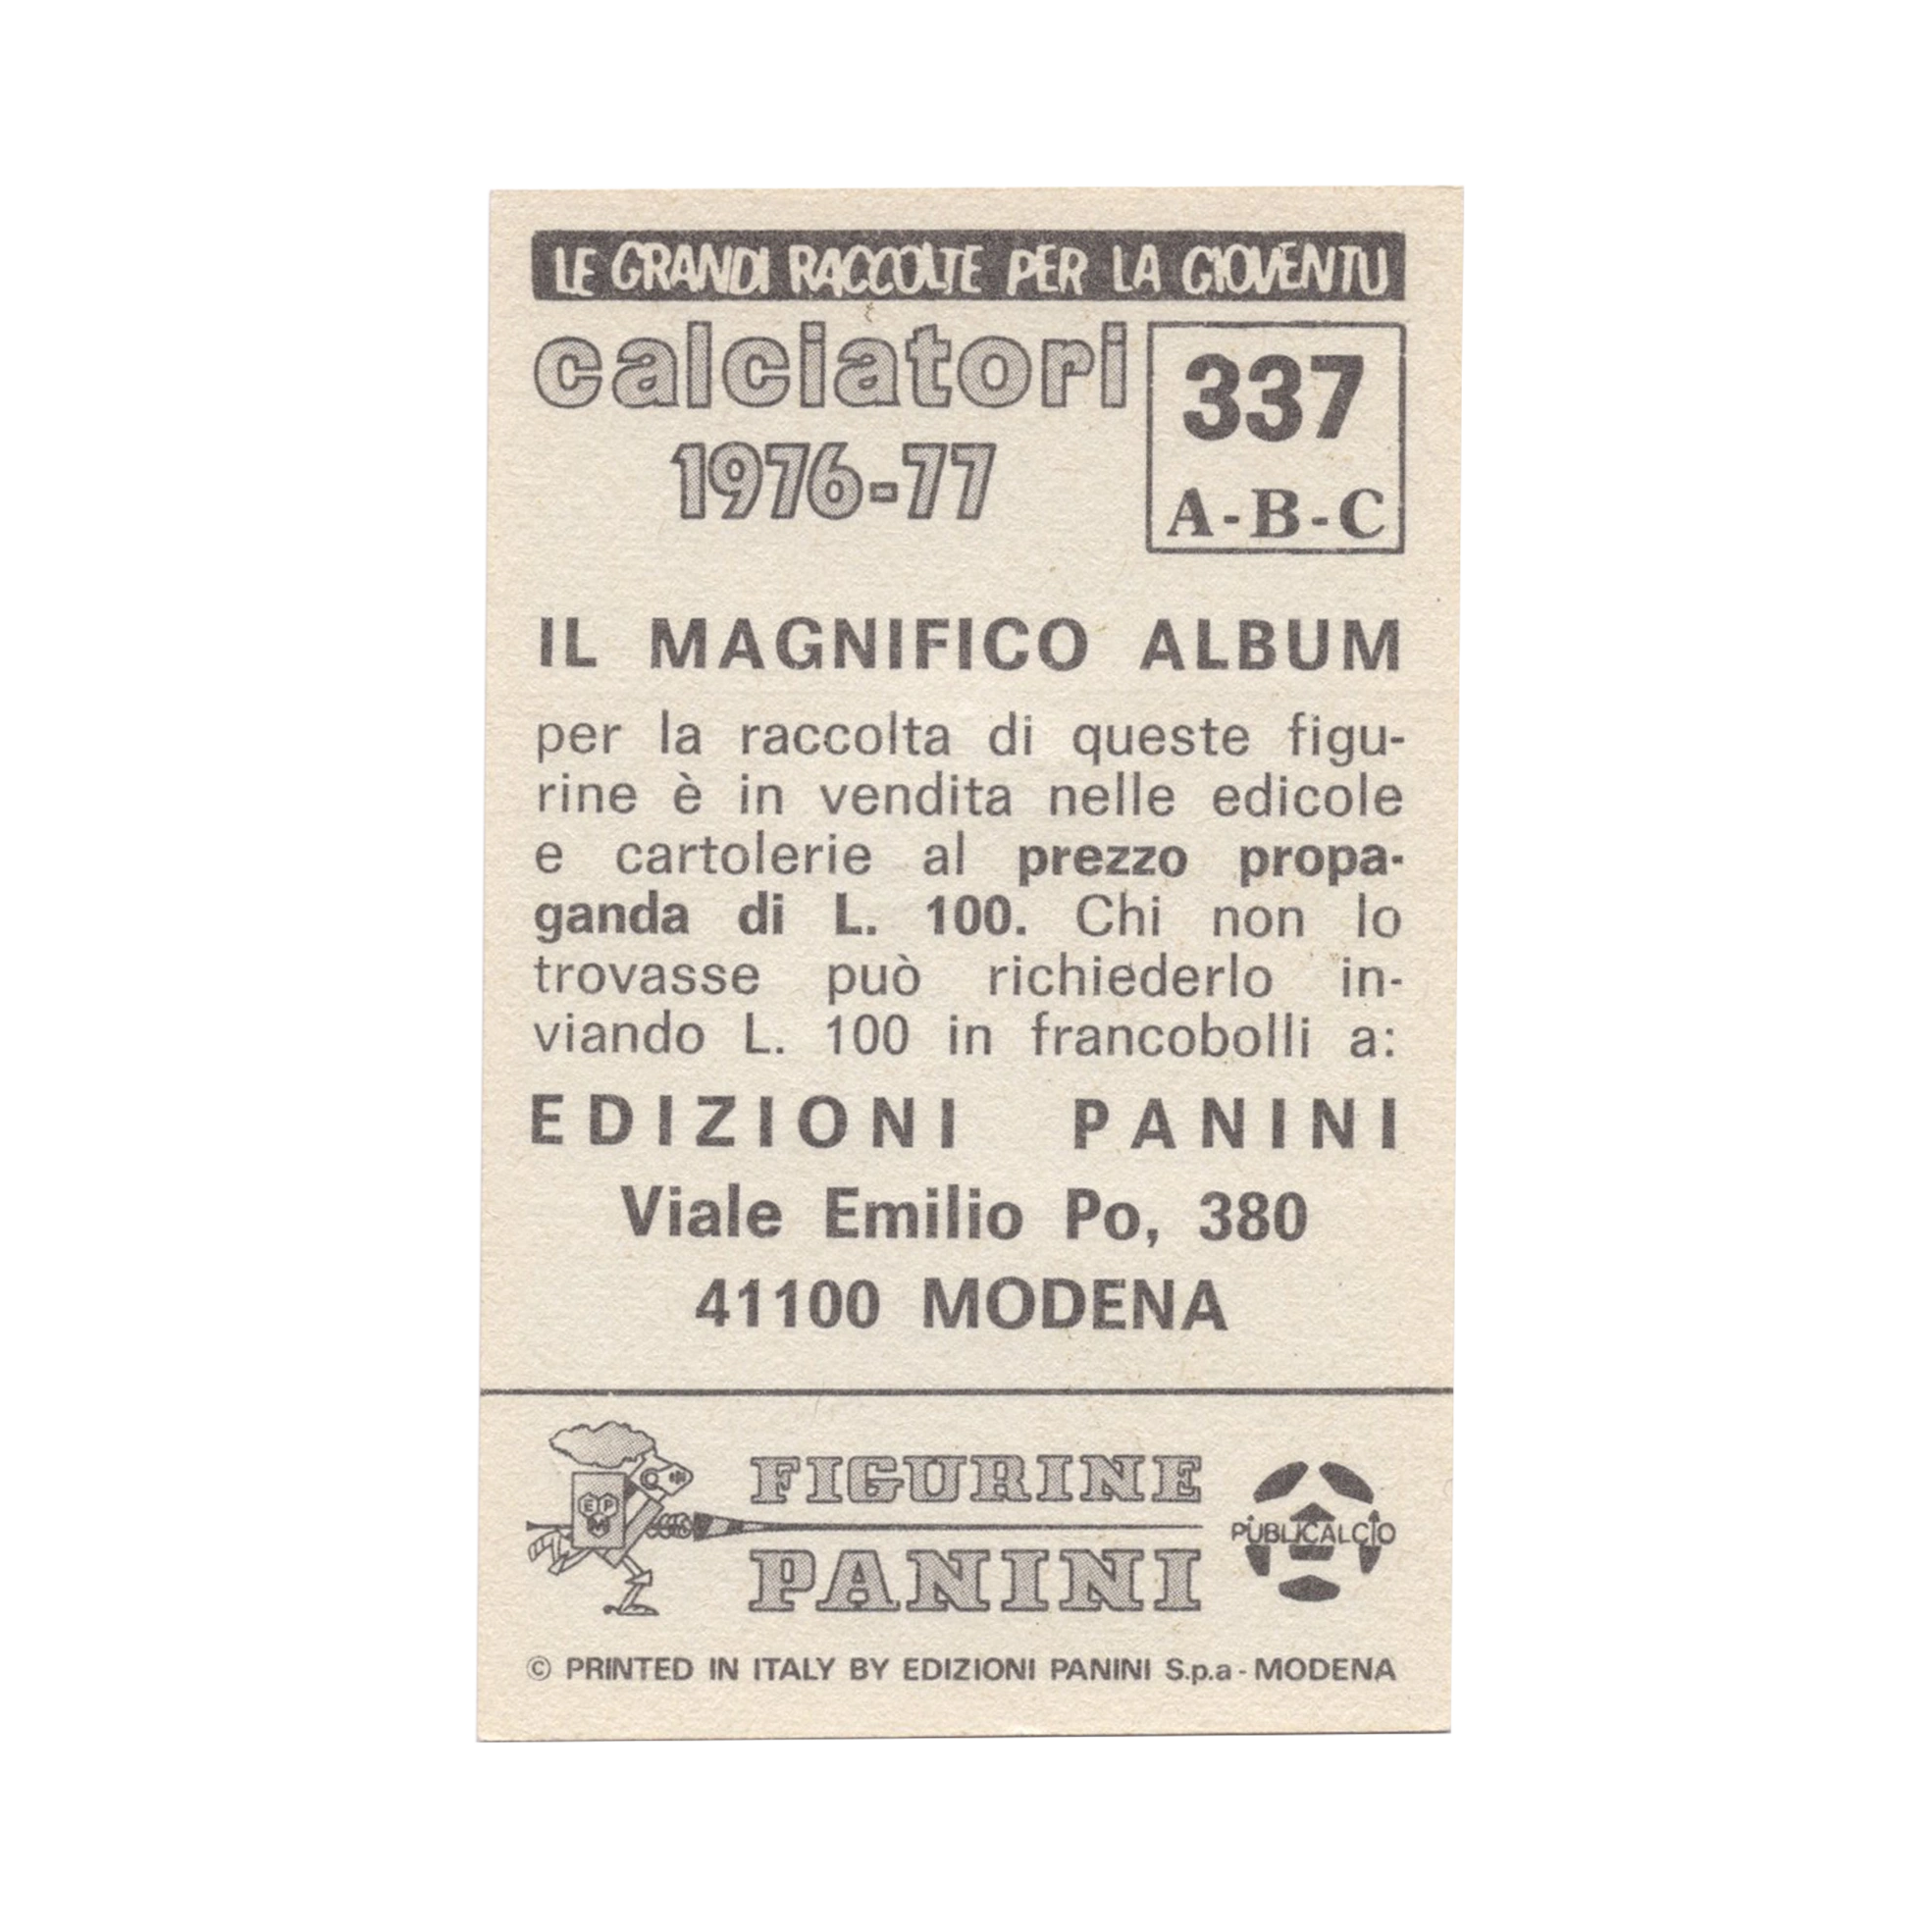 LE GRANDI RACCOLTE PER LA GIOVENTU
calciatori
1976-77
337
A-B-C
IL MAGNIFICO ALBUM
per la raccolta di queste figu-
rine è in vendita nelle edicole
e cartolerie al prezzo propa-
ganda di L. 100. Chi non lo
trovasse può richiederlo in-
viando L. 100 in francobolli a:
EDIZIONI PANINI
Viale Emilio Po, 380
41100 MODENA
EPM
FIGURINE
PANINI
PUBLICALCIO
© PRINTED IN ITALY BY EDIZIONI PANINI S.p.a - MODENA